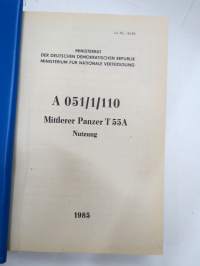 MINISTERRAT
DER DEUTSCHEN DEMOKRATISCHEN REPUBLIK
MINISTERIUM FÜR NATIONALE VERTEIDIGUNG
A 051/1/110
Mittlerer Panzer T 55A
Nutzung
1985